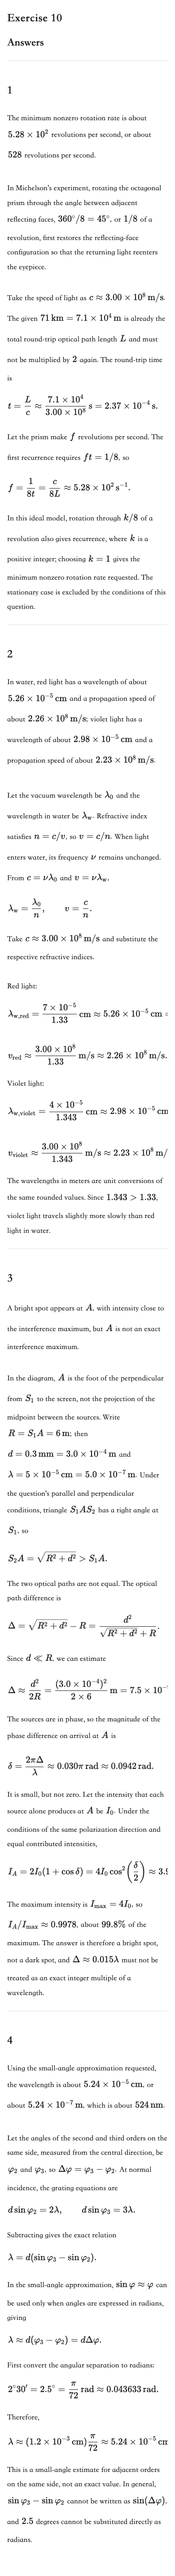 Exercise 10
Answers
1
The minimum nonzero rotation rate is about
5.28 × 10² revolutions per second, or about
528 revolutions per second.
In Michelson's experiment, rotating the octagonal
prism through the angle between adjacent
reflecting faces, 360°/8 = 45°, or 1/8 of a
revolution, first restores the reflecting-face
configuration so that the returning light reenters
the eyepiece.
Take the speed of light as c ≈ 3.00 × 10⁸ m/s.
The given 71 km = 7.1 × 10⁴ m is already the
total round-trip optical path length L and must
not be multiplied by 2 again. The round-trip time
is
t = L/c ≈ (7.1 × 10⁴)/(3.00 × 10⁸) s = 2.37 × 10⁻⁴ s.
Let the prism make f revolutions per second. The
first recurrence requires ft = 1/8, so
f = 1/(8t) = c/(8L) ≈ 5.28 × 10² s⁻¹.
In this ideal model, rotation through k/8 of a
revolution also gives recurrence, where k is a
positive integer; choosing k = 1 gives the
minimum nonzero rotation rate requested. The
stationary case is excluded by the conditions of this
question.
2
In water, red light has a wavelength of about
5.26 × 10⁻⁵ cm and a propagation speed of
about 2.26 × 10⁸ m/s; violet light has a
wavelength of about 2.98 × 10⁻⁵ cm and a
propagation speed of about 2.23 × 10⁸ m/s.
Let the vacuum wavelength be λ₀ and the
wavelength in water be λ_w. Refractive index
satisfies n = c/v, so v = c/n. When light
enters water, its frequency ν remains unchanged.
From c = νλ₀ and v = νλ_w,
λ_w = λ₀/n, v = c/n.
Take c ≈ 3.00 × 10⁸ m/s and substitute the
respective refractive indices.
Red light:
λ_w,red = (7 × 10⁻⁵)/1.33 cm ≈ 5.26 × 10⁻⁵ cm =
v_red ≈ (3.00 × 10⁸)/1.33 m/s ≈ 2.26 × 10⁸ m/s.
Violet light:
λ_w,violet = (4 × 10⁻⁵)/1.343 cm ≈ 2.98 × 10⁻⁵ cm
v_violet ≈ (3.00 × 10⁸)/1.343 m/s ≈ 2.23 × 10⁸ m/
The wavelengths in meters are unit conversions of
the same rounded values. Since 1.343 > 1.33,
violet light travels slightly more slowly than red
light in water.
3
A bright spot appears at A, with intensity close to
the interference maximum, but A is not an exact
interference maximum.
In the diagram, A is the foot of the perpendicular
from S₁ to the screen, not the projection of the
midpoint between the sources. Write
R = S₁A = 6 m; then
d = 0.3 mm = 3.0 × 10⁻⁴ m and
λ = 5 × 10⁻⁵ cm = 5.0 × 10⁻⁷ m. Under
the question's parallel and perpendicular
conditions, triangle S₁AS₂ has a right angle at
S₁, so
S₂A = √(R² + d²) > S₁A.
The two optical paths are not equal. The optical
path difference is
Δ = √(R² + d²) − R = d²/(√(R² + d²) + R).
Since d ≪ R, we can estimate
Δ ≈ d²/(2R) = (3.0 × 10⁻⁴)²/(2 × 6) m = 7.5 × 10⁻
The sources are in phase, so the magnitude of the
phase difference on arrival at A is
δ = 2πΔ/λ ≈ 0.030π rad ≈ 0.0942 rad.
It is small, but not zero. Let the intensity that each
source alone produces at A be I₀. Under the
conditions of the same polarization direction and
equal contributed intensities,
I_A = 2I₀(1 + cos δ) = 4I₀ cos²(δ/2) ≈ 3.9
The maximum intensity is I_max = 4I₀, so
I_A/I_max ≈ 0.9978, about 99.8% of the
maximum. The answer is therefore a bright spot,
not a dark spot, and Δ ≈ 0.015λ must not be
treated as an exact integer multiple of a
wavelength.
4
Using the small-angle approximation requested,
the wavelength is about 5.24 × 10⁻⁵ cm, or
about 5.24 × 10⁻⁷ m, which is about 524 nm.
Let the angles of the second and third orders on the
same side, measured from the central direction, be
φ₂ and φ₃, so Δφ = φ₃ − φ₂. At normal
incidence, the grating equations are
d sin φ₂ = 2λ, d sin φ₃ = 3λ.
Subtracting gives the exact relation
λ = d(sin φ₃ − sin φ₂).
In the small-angle approximation, sin φ ≈ φ can
be used only when angles are expressed in radians,
giving
λ ≈ d(φ₃ − φ₂) = dΔφ.
First convert the angular separation to radians:
2°30′ = 2.5° = π/72 rad ≈ 0.043633 rad.
Therefore,
λ ≈ (1.2 × 10⁻³ cm) π/72 ≈ 5.24 × 10⁻⁵ cm
This is a small-angle estimate for adjacent orders
on the same side, not an exact value. In general,
sin φ₃ − sin φ₂ cannot be written as sin(Δφ),
and 2.5 degrees cannot be substituted directly as
radians.